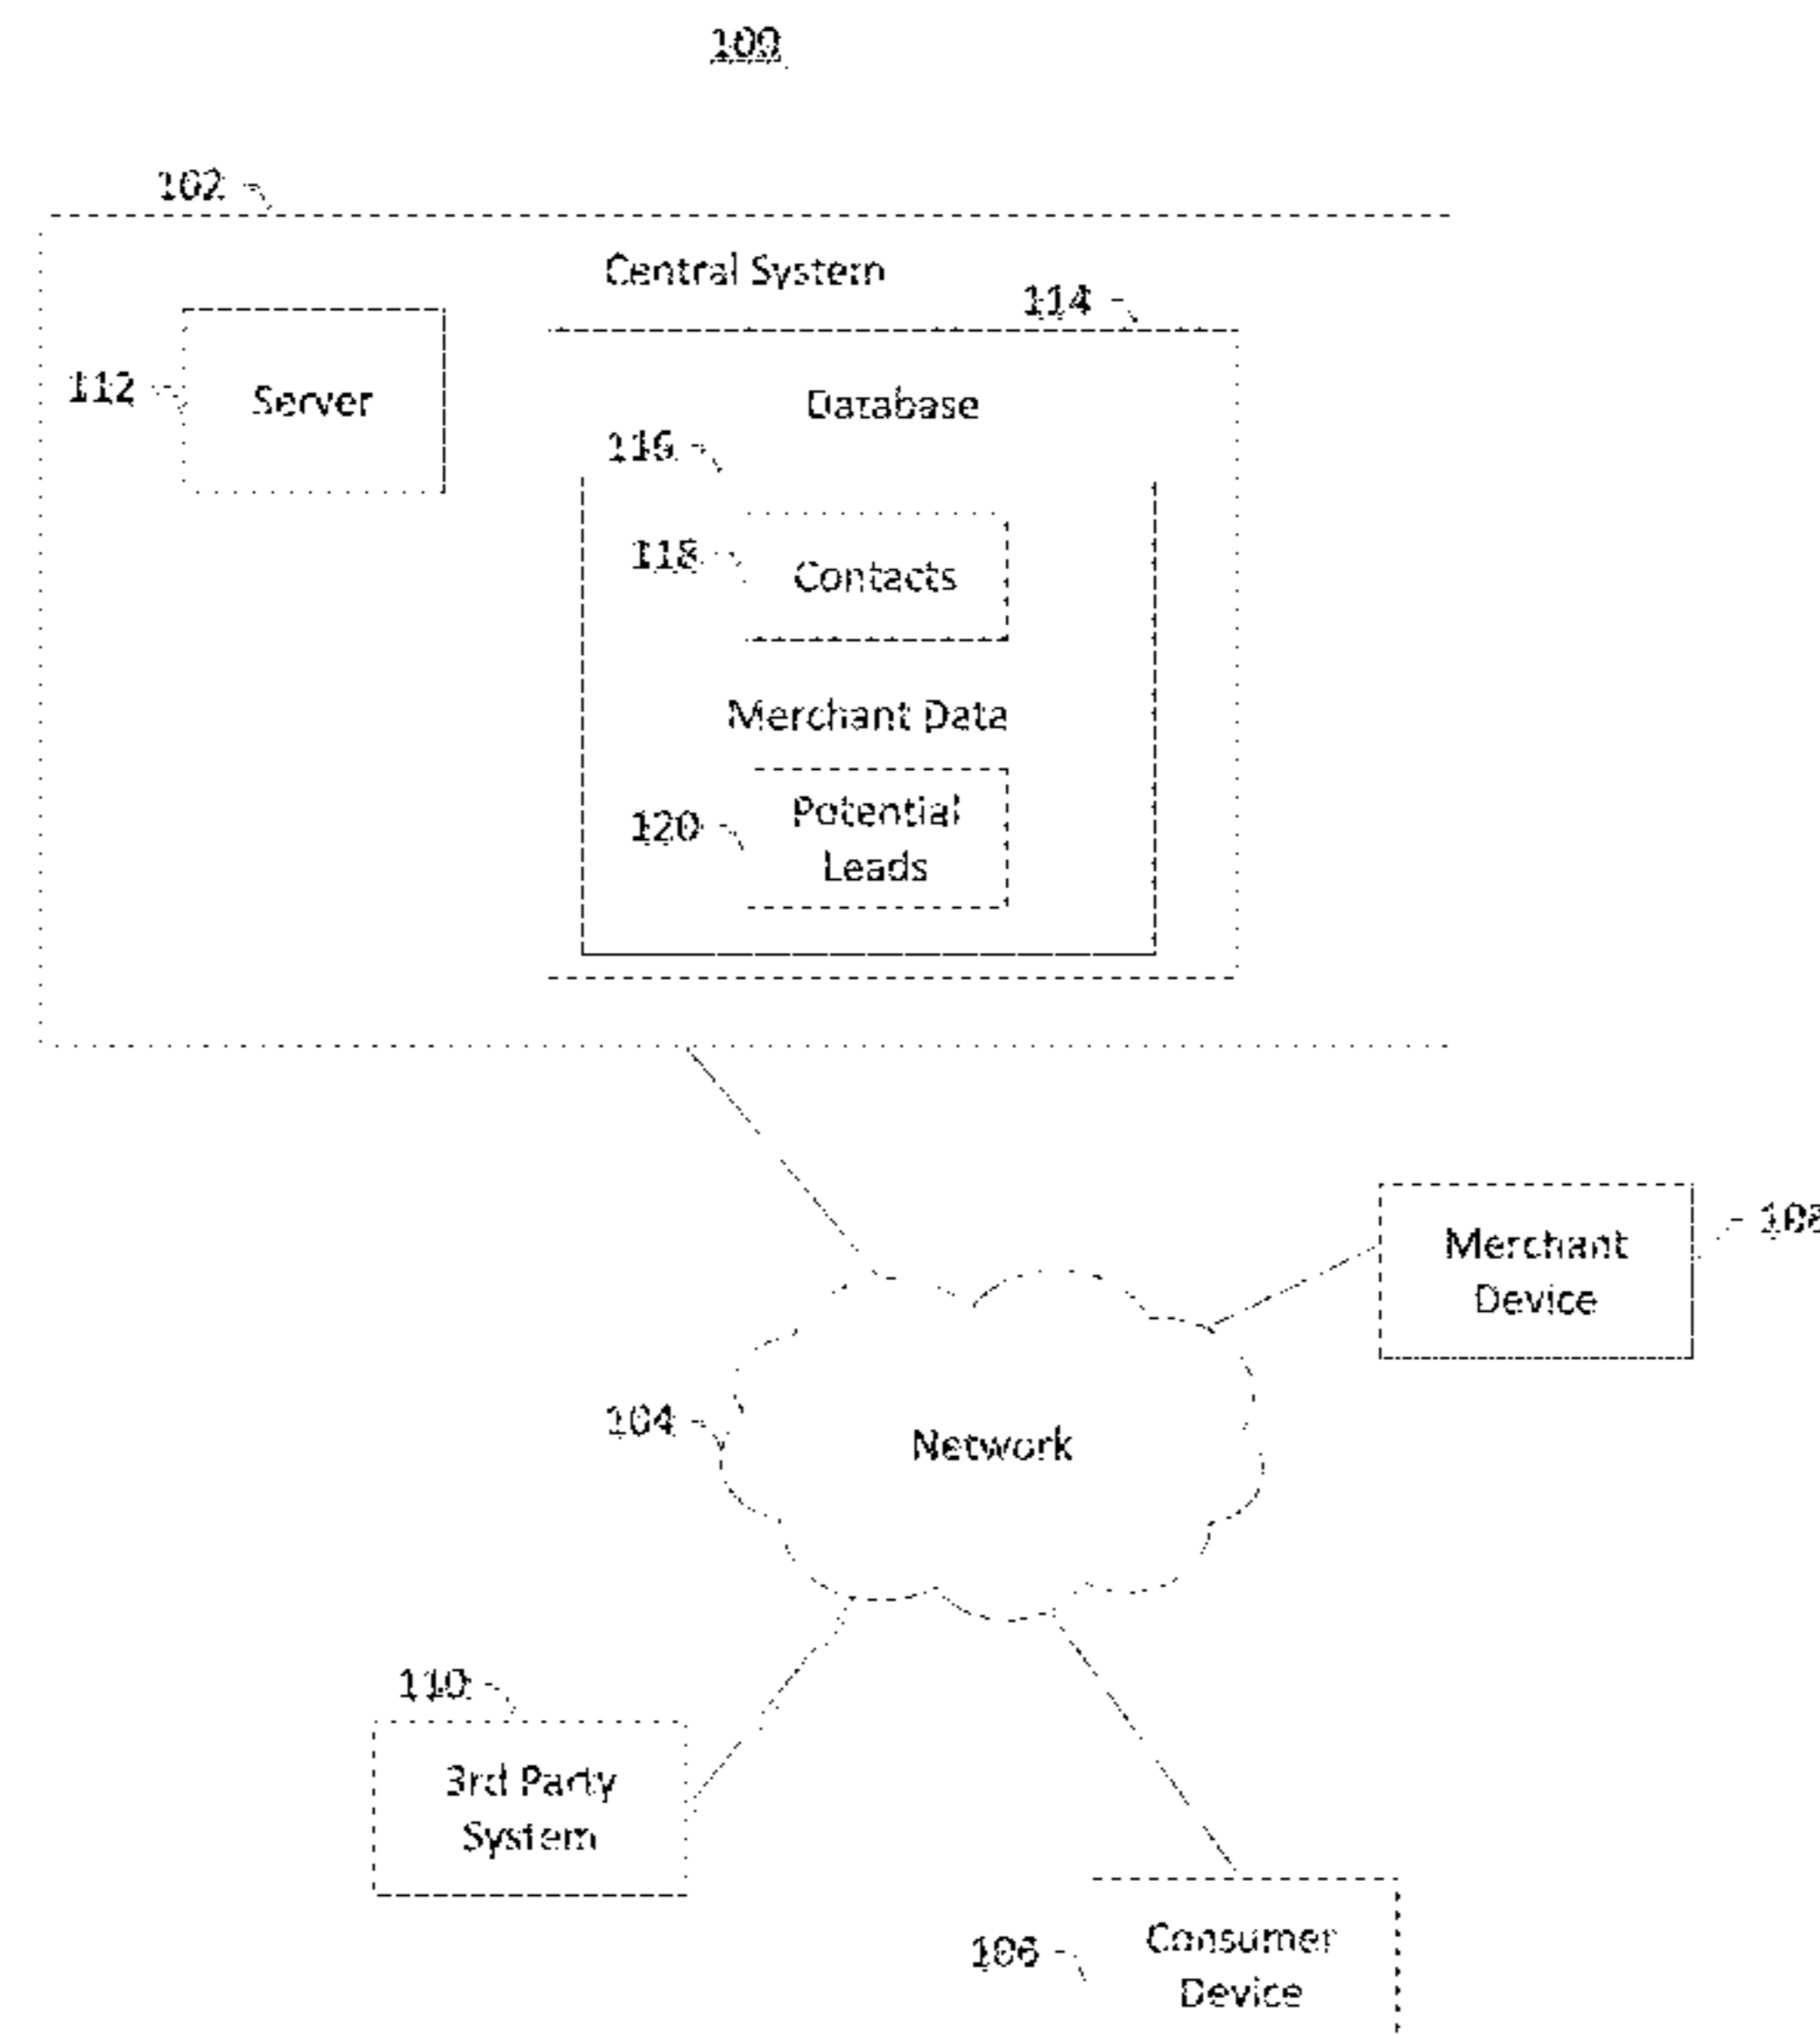 100
102
Central System
114
112
Server
Database
116
118
Contacts
Merchant Data
120
Potential
Leads
Merchant
Device
104
Network
110
3rd Party
System
106
Consumer
Device